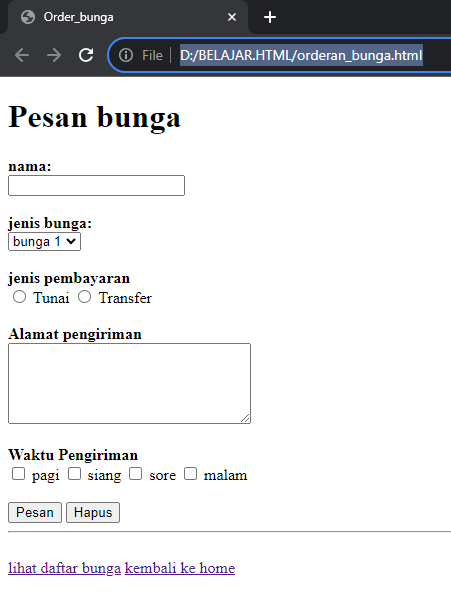 Order_bunga
File D:/BELAJAR.HTML/orderan_bunga.html
Pesan bunga
nama:
jenis bunga:
bunga 1
jenis pembayaran
Tunai Transfer
Alamat pengiriman
Waktu Pengiriman
pagi siang sore malam
Pesan Hapus
lihat daftar bunga kembali ke home